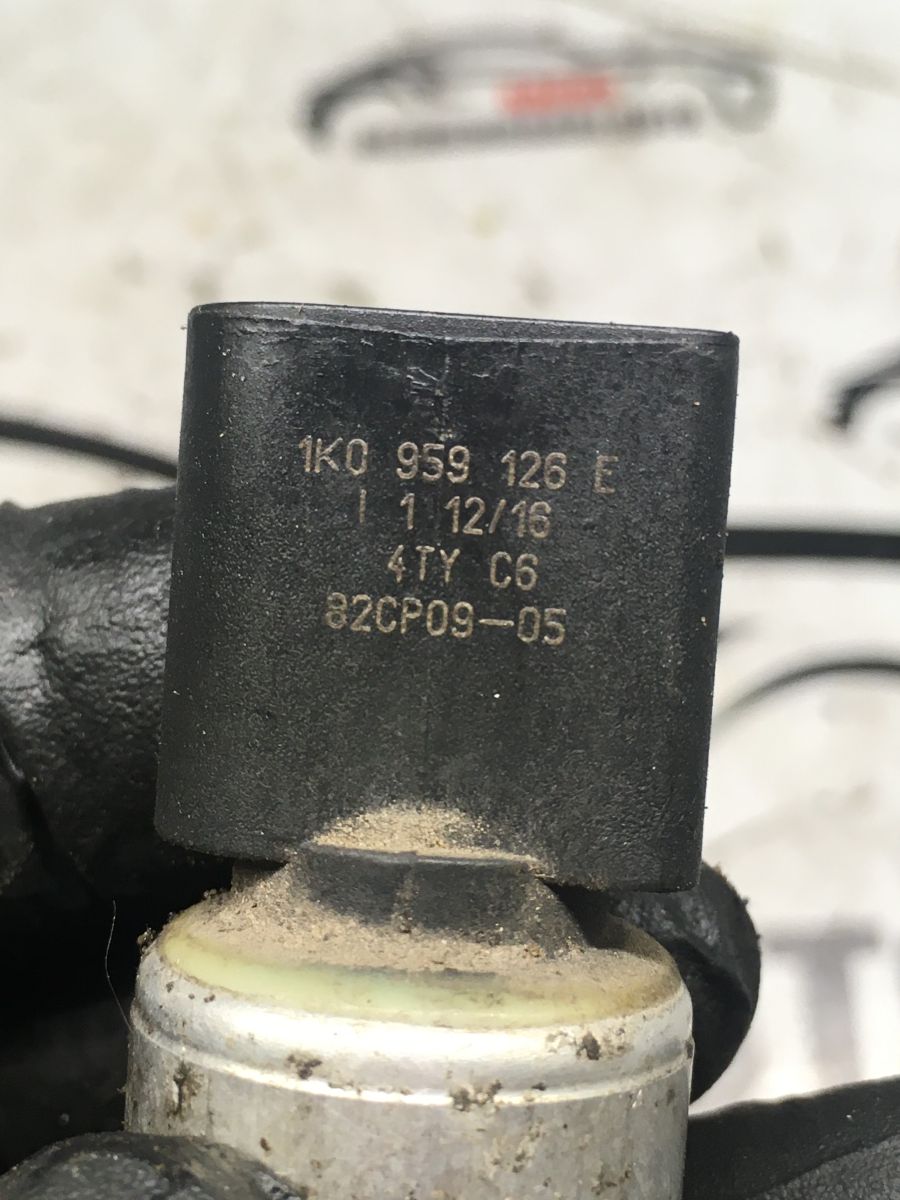 1K0 959 126 E
I 1 12/16
4TY C6
82CP09-05